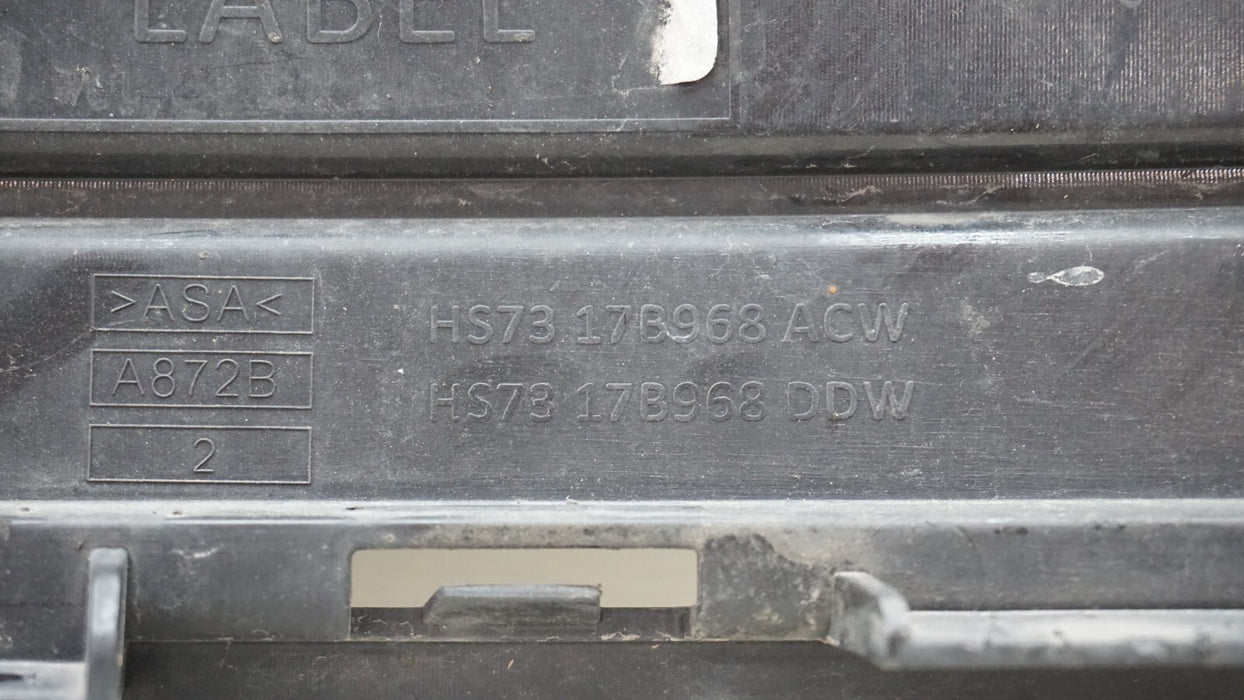 LABEL
>ASA<
A872B
2
HS73 17B968 ACW
HS73 17B968 DDW